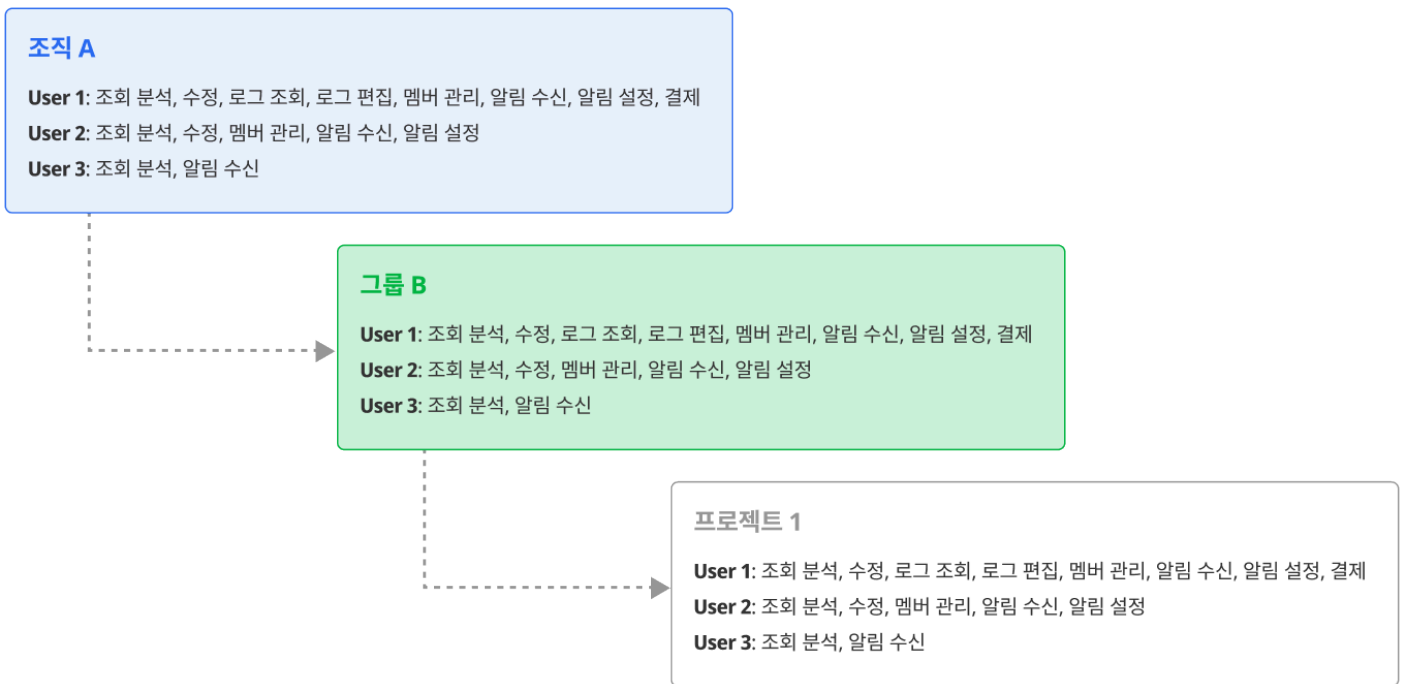 조직 A
User 1: 조회 분석, 수정, 로그 조회, 로그 편집, 멤버 관리, 알림 수신, 알림 설정, 결제
User 2: 조회 분석, 수정, 멤버 관리, 알림 수신, 알림 설정
User 3: 조회 분석, 알림 수신
그룹 B
User 1: 조회 분석, 수정, 로그 조회, 로그 편집, 멤버 관리, 알림 수신, 알림 설정, 결제
User 2: 조회 분석, 수정, 멤버 관리, 알림 수신, 알림 설정
User 3: 조회 분석, 알림 수신
프로젝트 1
User 1: 조회 분석, 수정, 로그 조회, 로그 편집, 멤버 관리, 알림 수신, 알림 설정, 결제
User 2: 조회 분석, 수정, 멤버 관리, 알림 수신, 알림 설정
User 3: 조회 분석, 알림 수신